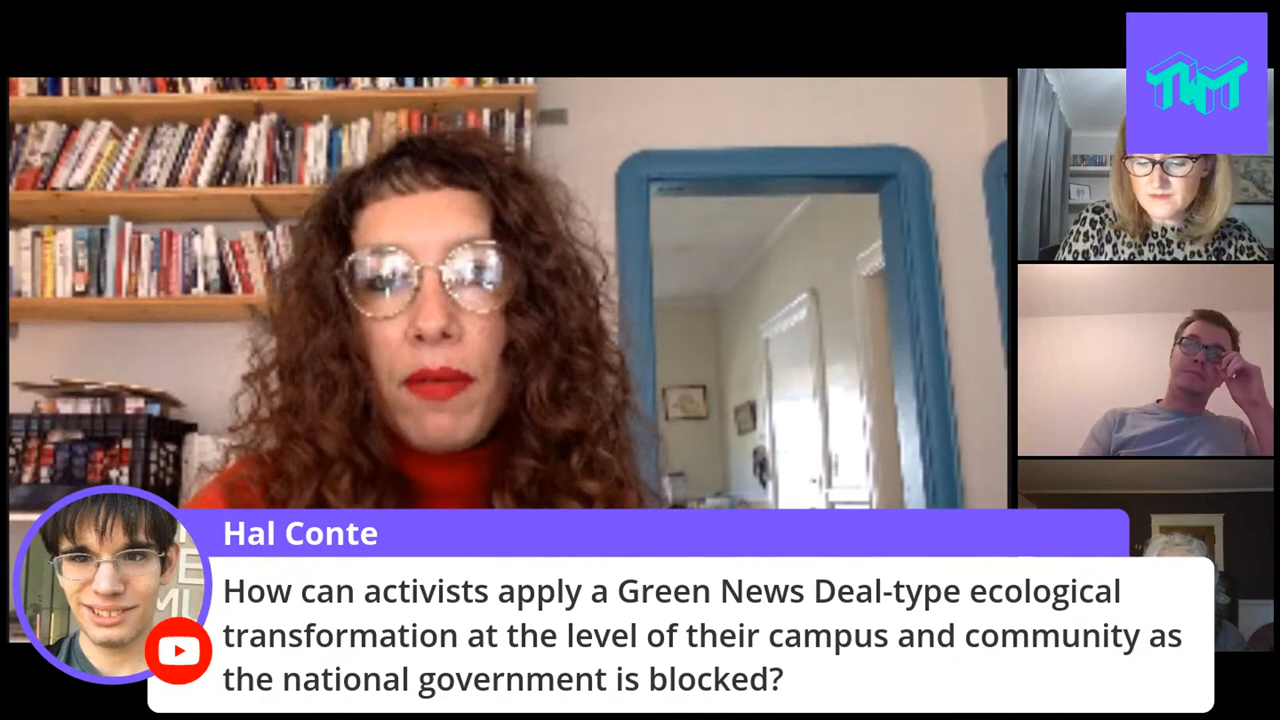 TWT
Hal Conte
How can activists apply a Green News Deal-type ecological
transformation at the level of their campus and community as
the national government is blocked?